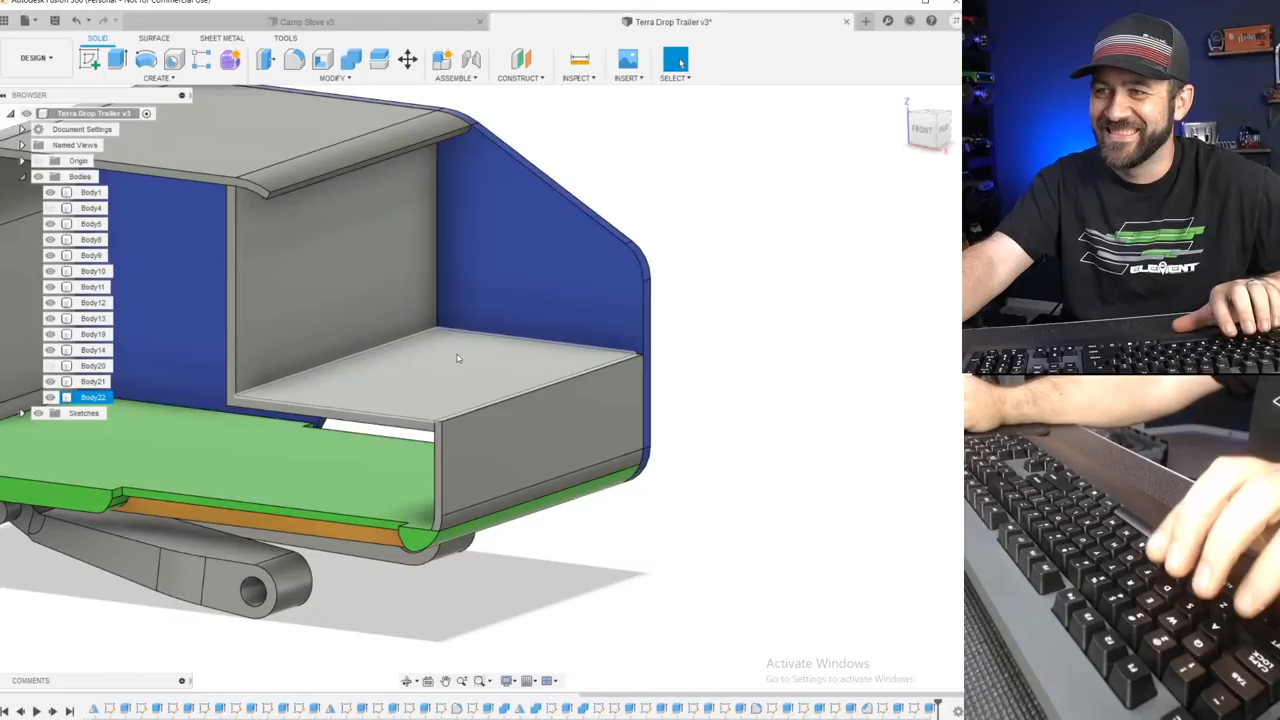 Autodesk Fusion 360 (Personal - Not for Commercial Use)
Camp Stove v3
Terra Drop Trailer v3*
DESIGN
SOLID
SURFACE
SHEET METAL
TOOLS
CREATE
MODIFY
ASSEMBLE
CONSTRUCT
INSPECT
INSERT
SELECT
BROWSER
Terra Drop Trailer v3
Document Settings
Named Views
Origin
Bodies
Body1
Body4
Body5
Body8
Body9
Body10
Body11
Body12
Body13
Body19
Body14
Body20
Body21
Body22
Sketches
Z
FRONT
X
ELEMENT
Activate Windows
Go to Settings to activate Windows.
COMMENTS
CAPS LOCK